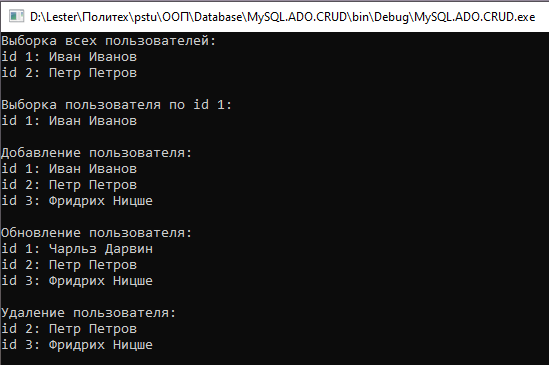 D:\Lester\Политех\pstu\ООП\Database\MySQL.ADO.CRUD\bin\Debug\MySQL.ADO.CRUD.exe
Выборка всех пользователей:
id 1: Иван Иванов
id 2: Петр Петров
Выборка пользователя по id 1:
id 1: Иван Иванов
Добавление пользователя:
id 1: Иван Иванов
id 2: Петр Петров
id 3: Фридрих Ницше
Обновление пользователя:
id 1: Чарльз Дарвин
id 2: Петр Петров
id 3: Фридрих Ницше
Удаление пользователя:
id 2: Петр Петров
id 3: Фридрих Ницше